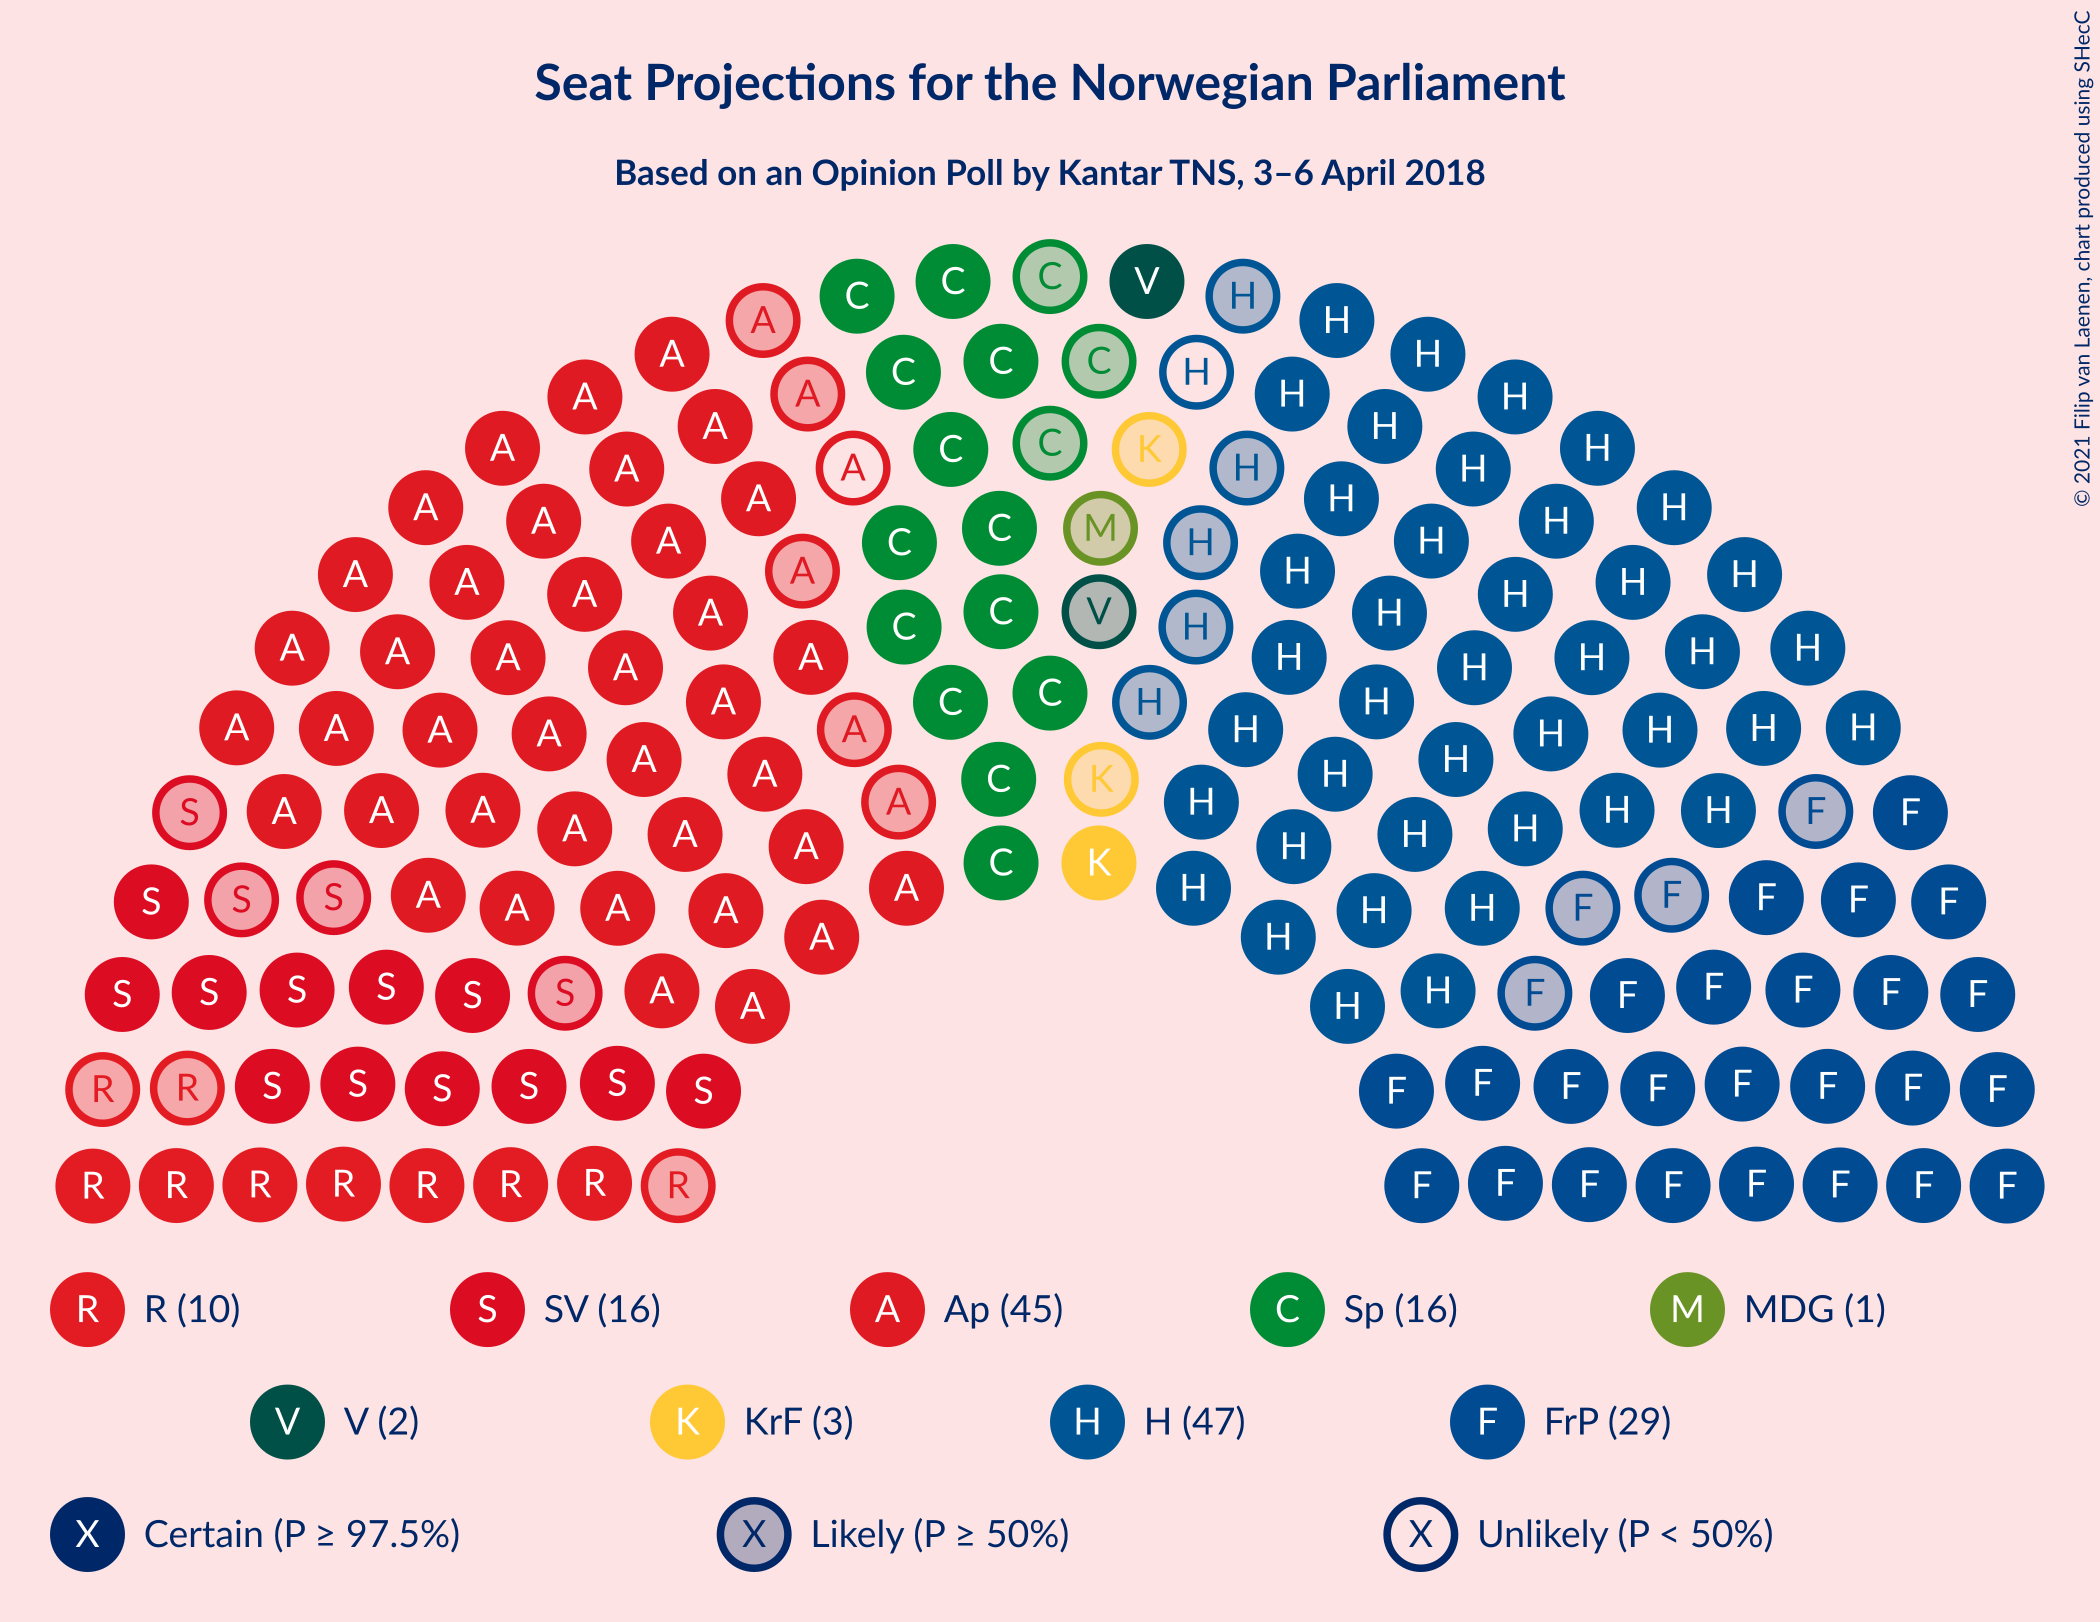 Seat Projections for the Norwegian Parliament
Based on an Opinion Poll by Kantar TNS, 3–6 April 2018
© 2021 Filip van Laenen, chart produced using SHecC
C C C V H
A H
A C C C H H
A A H H
A A C C K H H H
A A A H H
A A A C C M H H H H
A A A A H H H
A A A A C C V H H H H H
A A A A A H H H H H
A A A A A A C C H H H H H H H H
A A A A A A H H H H H H
S A A A A A A A C K H H H H H H H F F
S S S A A A A A A C K H H H H F F F F F
S S S S S S A A A H H H F F F F F F
R R S S S S S S F F F F F F F F
R R R R R R R R F F F F F F F F
R R (10) S SV (16) A Ap (45) C Sp (16) M MDG (1)
V V (2) K KrF (3) H H (47) F FrP (29)
X Certain (P ≥ 97.5%) X Likely (P ≥ 50%) X Unlikely (P < 50%)